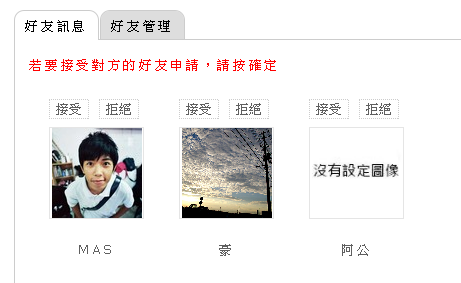 好友訊息 好友管理
若要接受對方的好友申請，請按確定
接受 拒絕 接受 拒絕 接受 拒絕
沒有設定圖像
MAS 豪 阿公